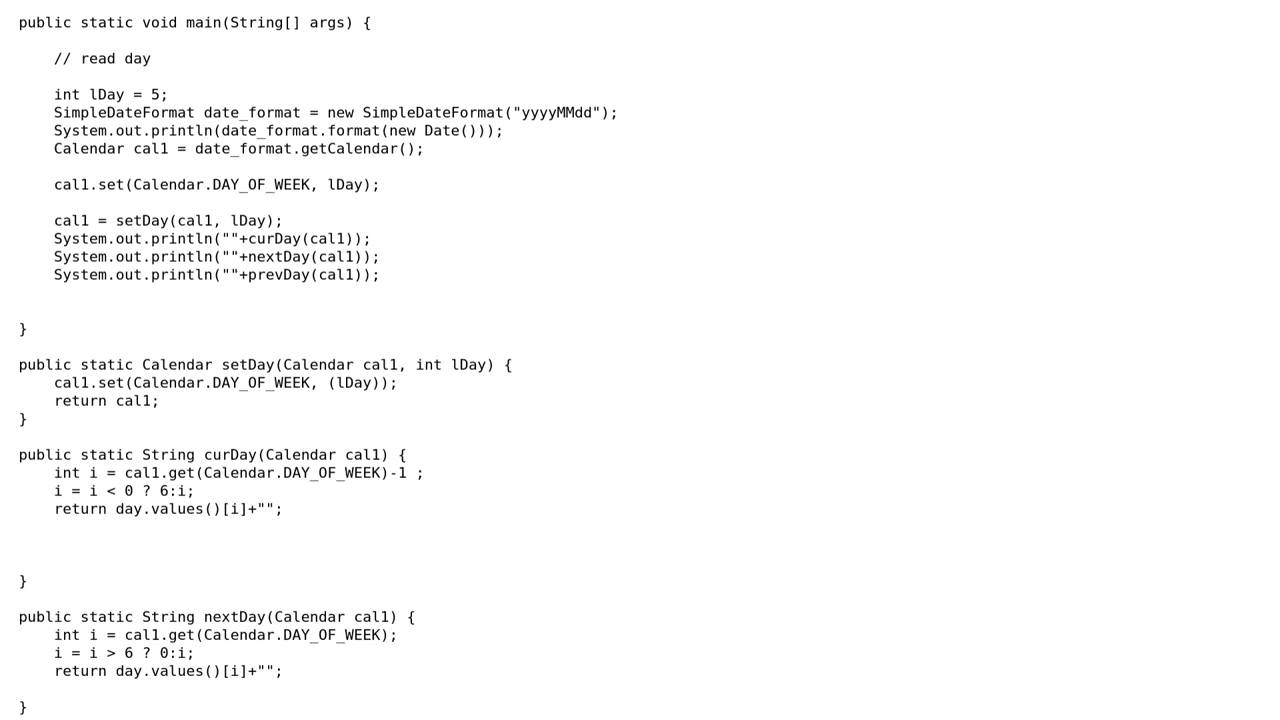 public static void main(String[] args) {
// read day
int lDay = 5;
SimpleDateFormat date_format = new SimpleDateFormat("yyyyMMdd");
System.out.println(date_format.format(new Date()));
Calendar cal1 = date_format.getCalendar();
cal1.set(Calendar.DAY_OF_WEEK, lDay);
cal1 = setDay(cal1, lDay);
System.out.println(""+curDay(cal1));
System.out.println(""+nextDay(cal1));
System.out.println(""+prevDay(cal1));
}
public static Calendar setDay(Calendar cal1, int lDay) {
cal1.set(Calendar.DAY_OF_WEEK, (lDay));
return cal1;
}
public static String curDay(Calendar cal1) {
int i = cal1.get(Calendar.DAY_OF_WEEK)-1 ;
i = i < 0 ? 6:i;
return day.values()[i]+"";
}
public static String nextDay(Calendar cal1) {
int i = cal1.get(Calendar.DAY_OF_WEEK);
i = i > 6 ? 0:i;
return day.values()[i]+"";
}